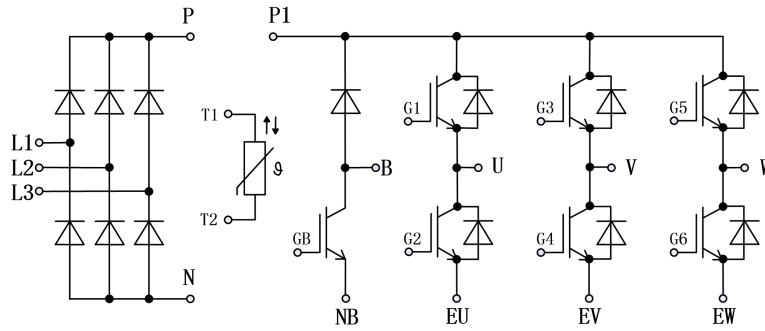 P P1
G1 G3 G5
T1
L1
L2 B U V
L3 ϑ
T2
GB G2 G4 G6
N
NB EU EV EW